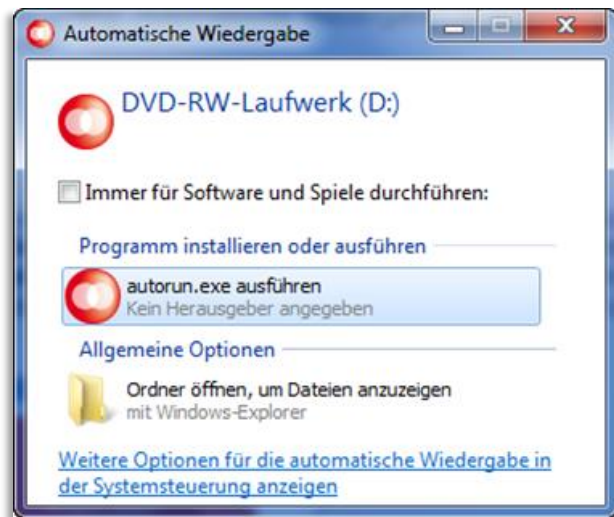 Automatische Wiedergabe
DVD-RW-Laufwerk (D:)
Immer für Software und Spiele durchführen:
Programm installieren oder ausführen
autorun.exe ausführen
Kein Herausgeber angegeben
Allgemeine Optionen
Ordner öffnen, um Dateien anzuzeigen
mit Windows-Explorer
Weitere Optionen für die automatische Wiedergabe in
der Systemsteuerung anzeigen